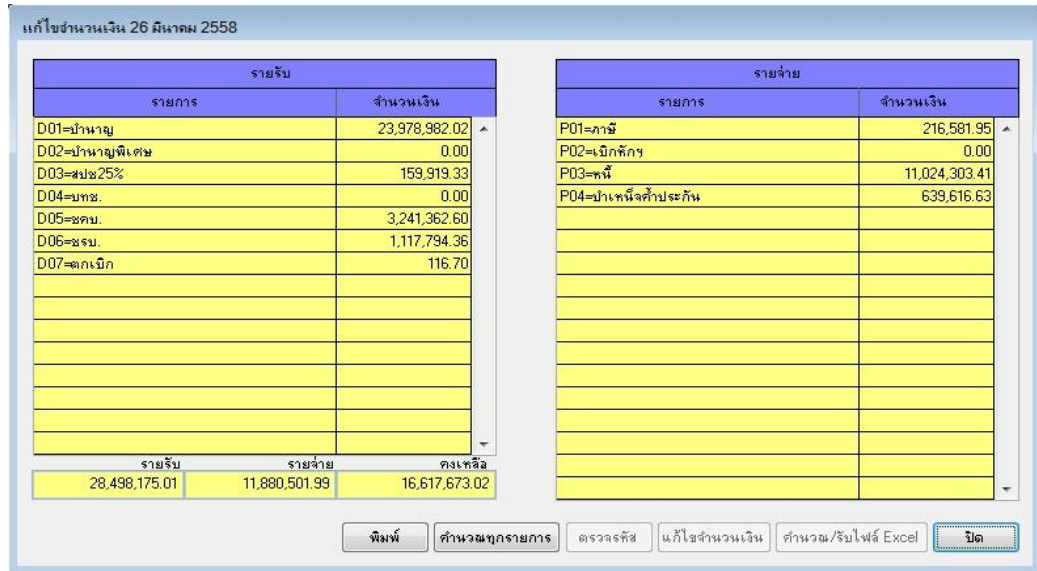 แก้ไขจำนวนเงิน 26 มีนาคม 2558
รายรับ
รายการ จำนวนเงิน
D01=บำนาญ 23,978,982.02
D02=บำนาญพิเศษ 0.00
D03=สปช25% 159,919.33
D04=บทช. 0.00
D05=ชคบ. 3,241,362.60
D06=ชรบ. 1,117,794.36
D07=ตกเบิก 116.70
รายรับ รายจ่าย คงเหลือ
28,498,175.01 11,880,501.99 16,617,673.02
รายจ่าย
รายการ จำนวนเงิน
P01=ภาษี 216,581.95
P02=เบิกหักฯ 0.00
P03=หนี้ 11,024,303.41
P04=บำเหน็จค้ำประกัน 639,616.63
พิมพ์ คำนวณทุกรายการ ตรวจรหัส แก้ไขจำนวนเงิน คำนวณ/รับไฟล์ Excel ปิด